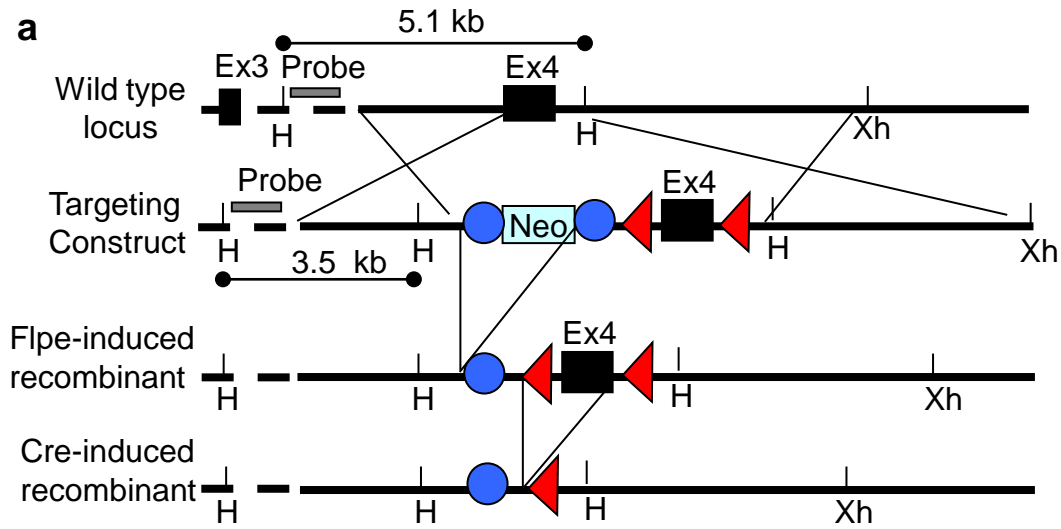 a
5.1 kb
Ex3 Probe Ex4
Wild type
locus
H H Xh
Probe Ex4
Targeting
Construct
Neo
H H H Xh
3.5 kb
Ex4
Flpe-induced
recombinant
H H H Xh
Cre-induced
recombinant
H H H Xh